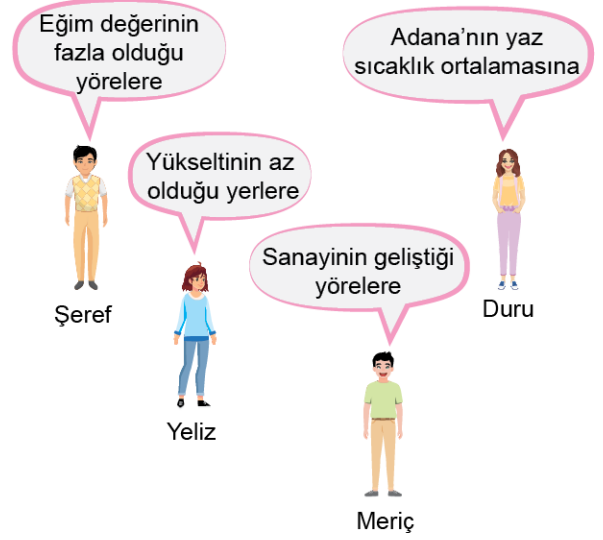 Eğim değerinin
fazla olduğu
yörelere
Şeref
Yükseltinin az
olduğu yerlere
Yeliz
Sanayinin geliştiği
yörelere
Meriç
Adana’nın yaz
sıcaklık ortalamasına
Duru